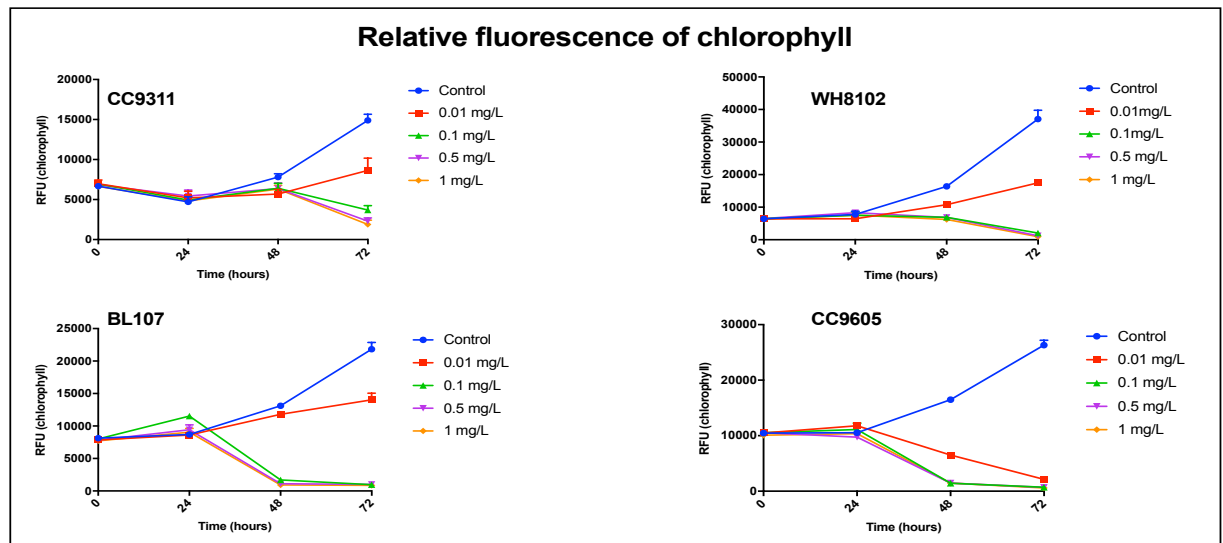 Relative fluorescence of chlorophyll
CC9311
RFU (chlorophyll)
20000
15000
10000
5000
0
0
24
48
72
Time (hours)
Control
0.01 mg/L
0.1 mg/L
0.5 mg/L
1 mg/L
WH8102
RFU (chlorophyll)
50000
40000
30000
20000
10000
0
0
24
48
72
Time (hours)
Control
0.01mg/L
0.1mg/L
0.5 mg/L
1 mg/L
BL107
RFU (chlorophyll)
25000
20000
15000
10000
5000
0
0
24
48
72
Time (hours)
Control
0.01 mg/L
0.1 mg/L
0.5 mg/L
1 mg/L
CC9605
RFU (chlorophyll)
30000
20000
10000
0
0
24
48
72
Time (hours)
Control
0.01 mg/L
0.1 mg/L
0.5 mg/L
1 mg/L